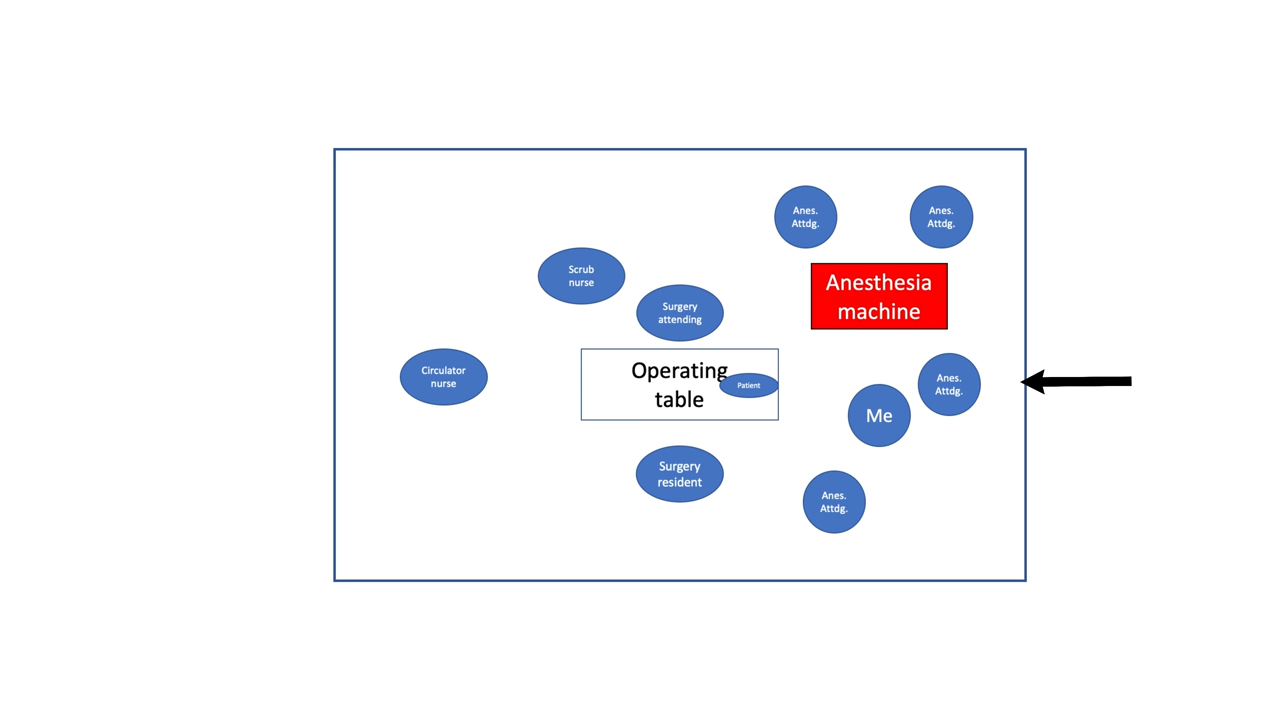 Anes.
Attdg.
Anes.
Attdg.
Scrub
nurse
Anesthesia
machine
Surgery
attending
Circulator
nurse
Operating
table
Patient
Anes.
Attdg.
Me
Surgery
resident
Anes.
Attdg.